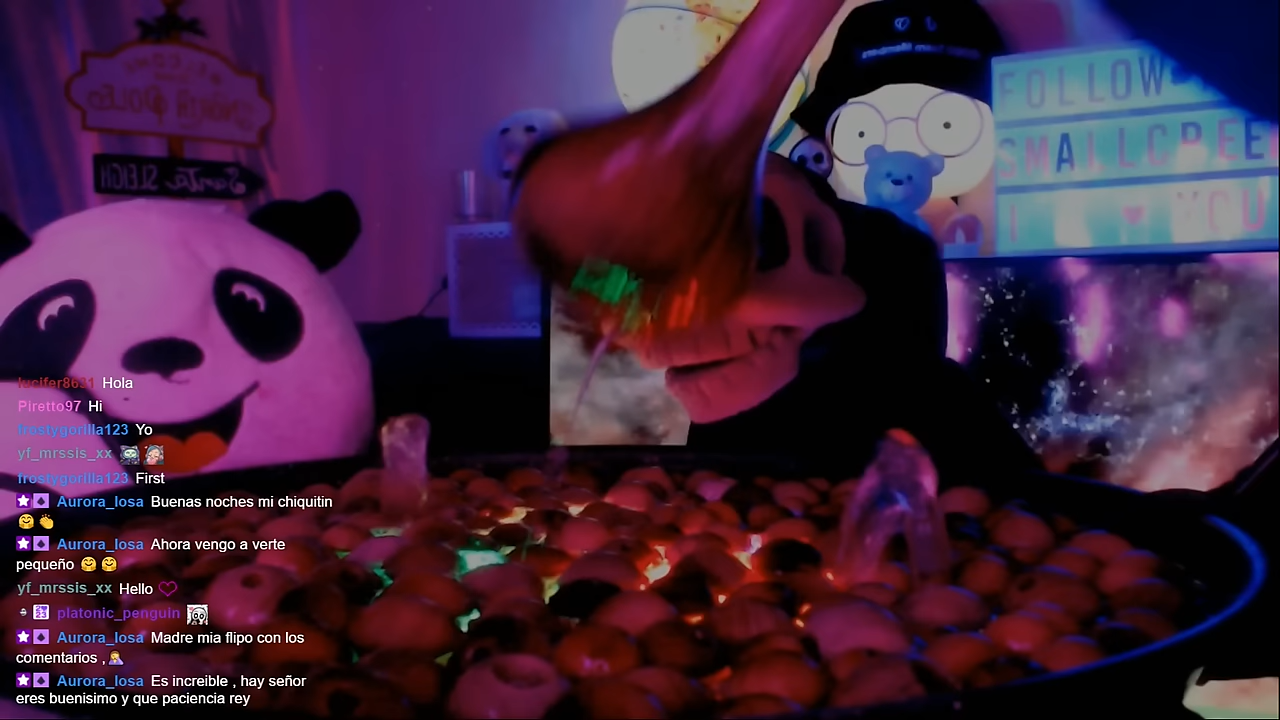 FOLLOW
SMALLCREE
I ♥ YOU
lucifer8631 Hola
Piretto97 Hi
frostygorilla123 Yo
yf_mrssis_xx
frostygorilla123 First
Aurora_losa Buenas noches mi chiquitin
🤗 👏
Aurora_losa Ahora vengo a verte
pequeño 🤗 🤗
yf_mrssis_xx Hello
platonic_penguin
Aurora_losa Madre mia flipo con los
comentarios ,🤦‍♀️
Aurora_losa Es increible , hay señor
eres buenisimo y que paciencia rey